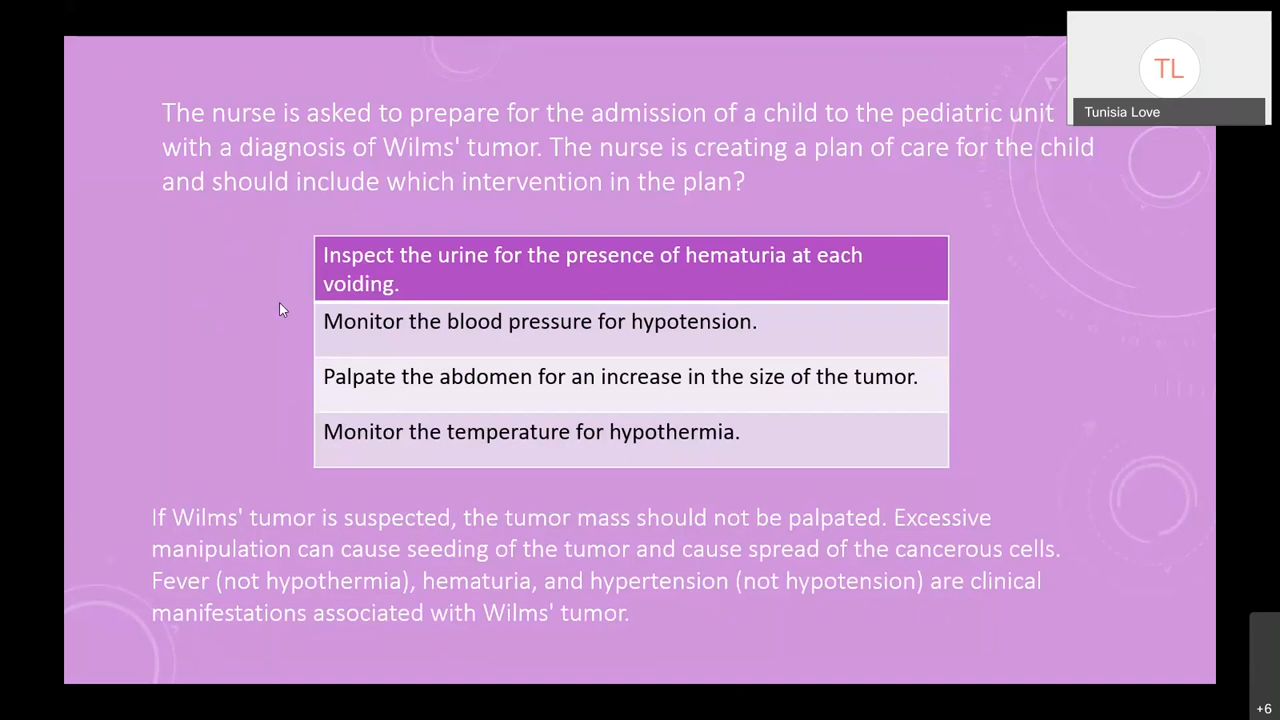 TL
Tunisia Love
The nurse is asked to prepare for the admission of a child to the pediatric unit
with a diagnosis of Wilms' tumor. The nurse is creating a plan of care for the child
and should include which intervention in the plan?
Inspect the urine for the presence of hematuria at each
voiding.
Monitor the blood pressure for hypotension.
Palpate the abdomen for an increase in the size of the tumor.
Monitor the temperature for hypothermia.
If Wilms' tumor is suspected, the tumor mass should not be palpated. Excessive
manipulation can cause seeding of the tumor and cause spread of the cancerous cells.
Fever (not hypothermia), hematuria, and hypertension (not hypotension) are clinical
manifestations associated with Wilms' tumor.
+6